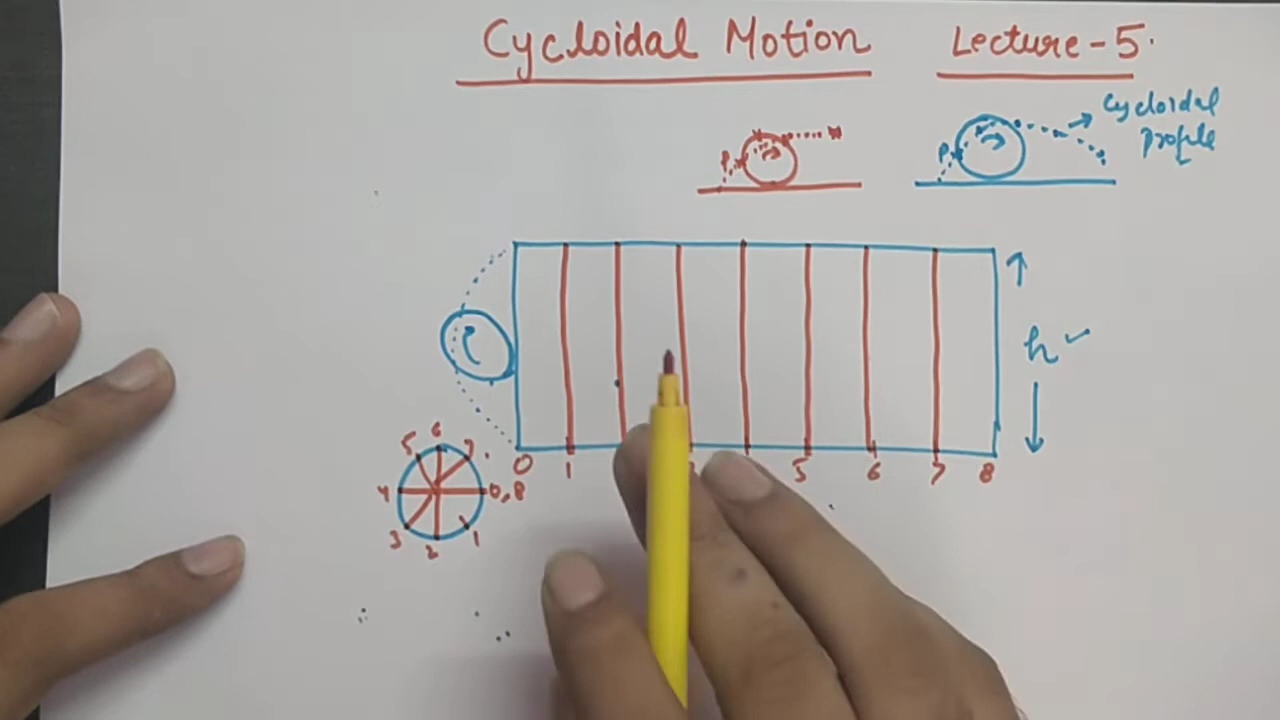 Cycloidal Motion Lecture-5.
Cycloidal
Profile
P
P
h
0 1 5 6 7 8
6
5 7.
4 0,8
3 1
2